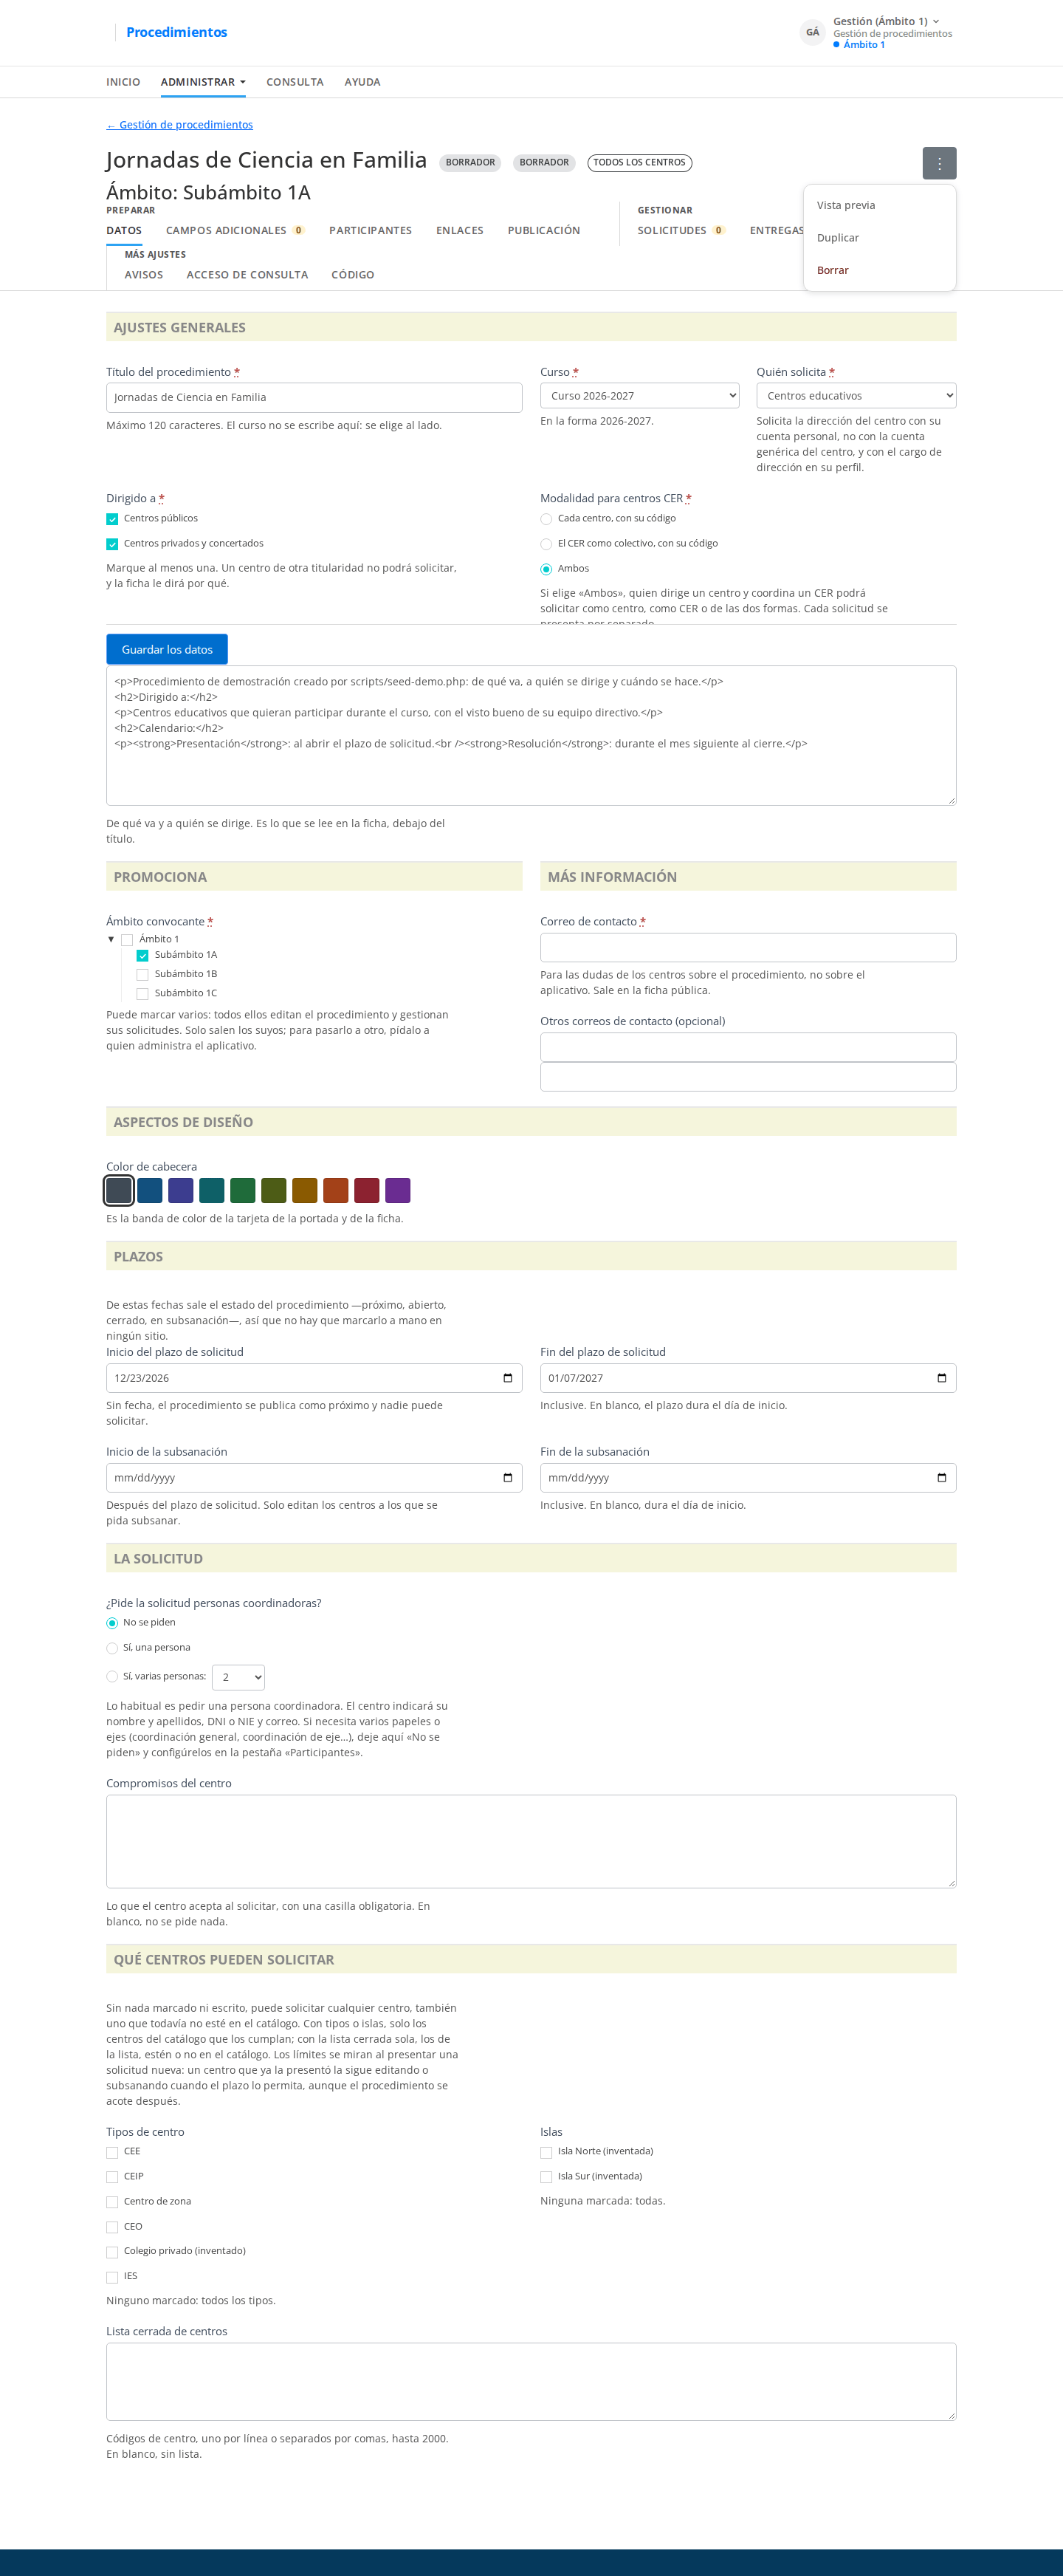 Procedimientos
GÁ
Gestión (Ámbito 1)
Gestión de procedimientos
Ámbito 1
INICIO
ADMINISTRAR
CONSULTA
AYUDA
← Gestión de procedimientos
Jornadas de Ciencia en Familia BORRADOR BORRADOR TODOS LOS CENTROS
Ámbito: Subámbito 1A
Vista previa
Duplicar
Borrar
PREPARAR
DATOS
CAMPOS ADICIONALES 0
PARTICIPANTES
ENLACES
PUBLICACIÓN
GESTIONAR
SOLICITUDES 0
ENTREGAS
MÁS AJUSTES
AVISOS
ACCESO DE CONSULTA
CÓDIGO
AJUSTES GENERALES
Título del procedimiento *
Jornadas de Ciencia en Familia
Máximo 120 caracteres. El curso no se escribe aquí: se elige al lado.
Curso *
Curso 2026-2027
En la forma 2026-2027.
Quién solicita *
Centros educativos
Solicita la dirección del centro con su
cuenta personal, no con la cuenta
genérica del centro, y con el cargo de
dirección en su perfil.
Dirigido a *
Centros públicos
Centros privados y concertados
Marque al menos una. Un centro de otra titularidad no podrá solicitar,
y la ficha le dirá por qué.
Modalidad para centros CER *
Cada centro, con su código
El CER como colectivo, con su código
Ambos
Si elige «Ambos», quien dirige un centro y coordina un CER podrá
solicitar como centro, como CER o de las dos formas. Cada solicitud se
presenta por separado.
Guardar los datos
<p>Procedimiento de demostración creado por scripts/seed-demo.php: de qué va, a quién se dirige y cuándo se hace.</p>
<h2>Dirigido a:</h2>
<p>Centros educativos que quieran participar durante el curso, con el visto bueno de su equipo directivo.</p>
<h2>Calendario:</h2>
<p><strong>Presentación</strong>: al abrir el plazo de solicitud.<br /><strong>Resolución</strong>: durante el mes siguiente al cierre.</p>
De qué va y a quién se dirige. Es lo que se lee en la ficha, debajo del
título.
PROMOCIONA
Ámbito convocante *
▼ Ámbito 1
Subámbito 1A
Subámbito 1B
Subámbito 1C
Puede marcar varios: todos ellos editan el procedimiento y gestionan
sus solicitudes. Solo salen los suyos; para pasarlo a otro, pídalo a
quien administra el aplicativo.
MÁS INFORMACIÓN
Correo de contacto *
Para las dudas de los centros sobre el procedimiento, no sobre el
aplicativo. Sale en la ficha pública.
Otros correos de contacto (opcional)
ASPECTOS DE DISEÑO
Color de cabecera
Es la banda de color de la tarjeta de la portada y de la ficha.
PLAZOS
De estas fechas sale el estado del procedimiento —próximo, abierto,
cerrado, en subsanación—, así que no hay que marcarlo a mano en
ningún sitio.
Inicio del plazo de solicitud
12/23/2026
Sin fecha, el procedimiento se publica como próximo y nadie puede
solicitar.
Fin del plazo de solicitud
01/07/2027
Inclusive. En blanco, el plazo dura el día de inicio.
Inicio de la subsanación
mm/dd/yyyy
Después del plazo de solicitud. Solo editan los centros a los que se
pida subsanar.
Fin de la subsanación
mm/dd/yyyy
Inclusive. En blanco, dura el día de inicio.
LA SOLICITUD
¿Pide la solicitud personas coordinadoras?
No se piden
Sí, una persona
Sí, varias personas: 2
Lo habitual es pedir una persona coordinadora. El centro indicará su
nombre y apellidos, DNI o NIE y correo. Si necesita varios papeles o
ejes (coordinación general, coordinación de eje...), deje aquí «No se
piden» y configúrelos en la pestaña «Participantes».
Compromisos del centro
Lo que el centro acepta al solicitar, con una casilla obligatoria. En
blanco, no se pide nada.
QUÉ CENTROS PUEDEN SOLICITAR
Sin nada marcado ni escrito, puede solicitar cualquier centro, también
uno que todavía no esté en el catálogo. Con tipos o islas, solo los
centros del catálogo que los cumplan; con la lista cerrada sola, los de
la lista, estén o no en el catálogo. Los límites se miran al presentar una
solicitud nueva: un centro que ya la presentó la sigue editando o
subsanando cuando el plazo lo permita, aunque el procedimiento se
acote después.
Tipos de centro
CEE
CEIP
Centro de zona
CEO
Colegio privado (inventado)
IES
Ninguno marcado: todos los tipos.
Islas
Isla Norte (inventada)
Isla Sur (inventada)
Ninguna marcada: todas.
Lista cerrada de centros
Códigos de centro, uno por línea o separados por comas, hasta 2000.
En blanco, sin lista.